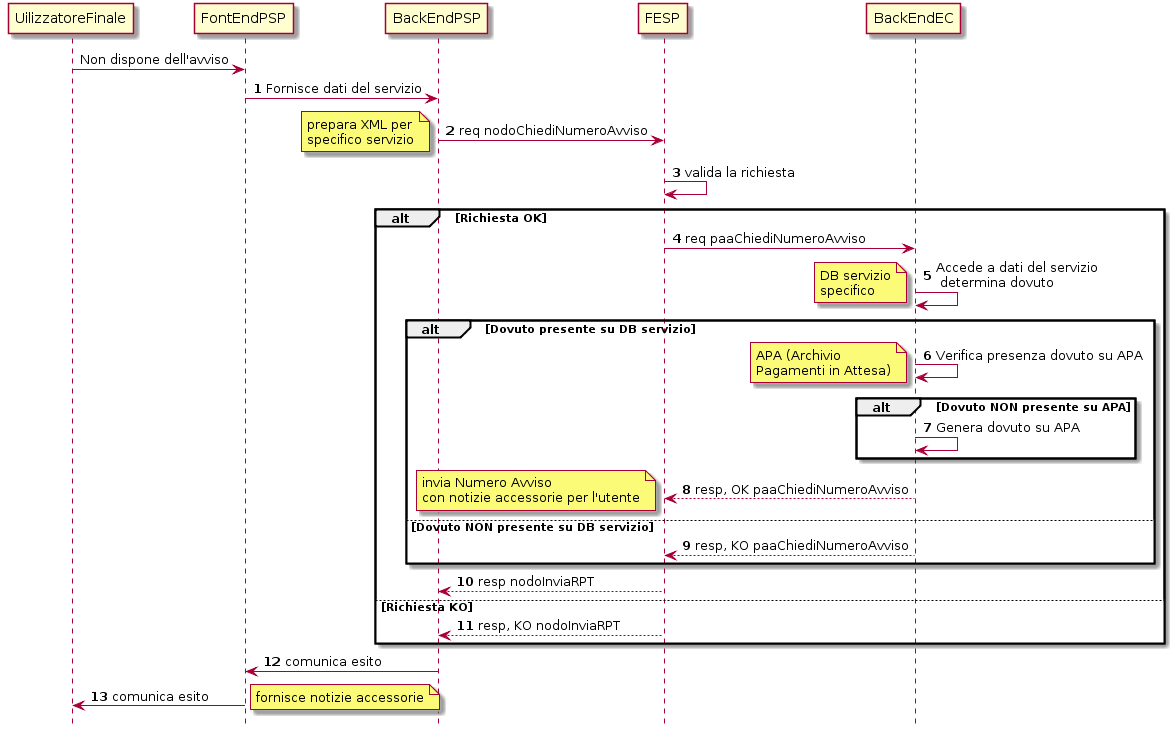 UilizzatoreFinale
FontEndPSP
BackEndPSP
FESP
BackEndEC
Non dispone dell'avviso
1 Fornisce dati del servizio
prepara XML per
specifico servizio
2 req nodoChiediNumeroAvviso
3 valida la richiesta
alt [Richiesta OK]
4 req paaChiediNumeroAvviso
DB servizio
specifico
5 Accede a dati del servizio
determina dovuto
alt [Dovuto presente su DB servizio]
APA (Archivio
Pagamenti in Attesa)
6 Verifica presenza dovuto su APA
alt [Dovuto NON presente su APA]
7 Genera dovuto su APA
invia Numero Avviso
con notizie accessorie per l'utente
8 resp, OK paaChiediNumeroAvviso
[Dovuto NON presente su DB servizio]
9 resp, KO paaChiediNumeroAvviso
10 resp nodoInviaRPT
[Richiesta KO]
11 resp, KO nodoInviaRPT
12 comunica esito
13 comunica esito
fornisce notizie accessorie